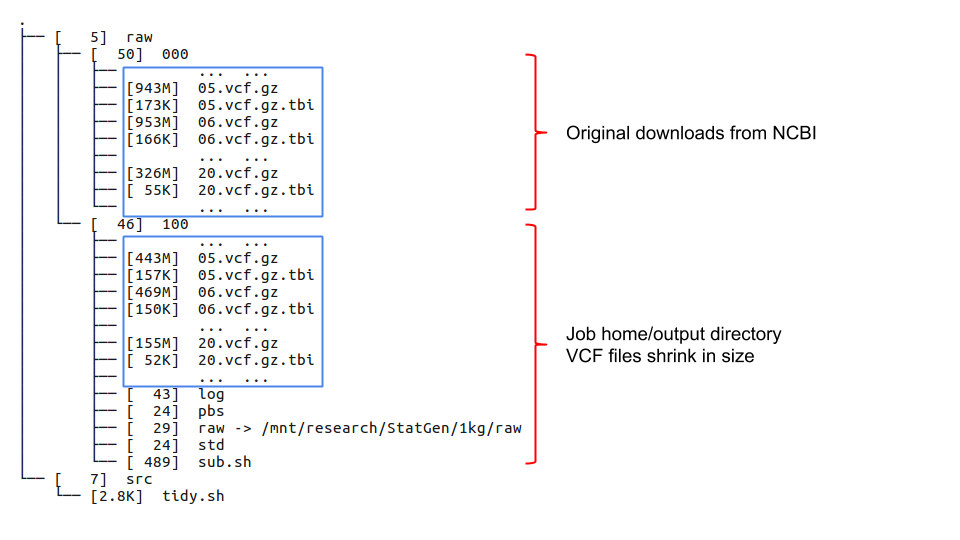 .
├── [   5]  raw
│   ├── [  50]  000
│   │   ├──         ...  ...
│   │   ├── [943M]  05.vcf.gz
│   │   ├── [173K]  05.vcf.gz.tbi
│   │   ├── [953M]  06.vcf.gz
│   │   ├── [166K]  06.vcf.gz.tbi
│   │   ├──         ...  ...
│   │   ├── [326M]  20.vcf.gz
│   │   ├── [ 55K]  20.vcf.gz.tbi
│   │   └──         ...  ...
Original downloads from NCBI
│   └── [  46]  100
│       ├──         ...  ...
│       ├── [443M]  05.vcf.gz
│       ├── [157K]  05.vcf.gz.tbi
│       ├── [469M]  06.vcf.gz
│       ├── [150K]  06.vcf.gz.tbi
│       ├──         ...  ...
│       ├── [155M]  20.vcf.gz
│       ├── [ 52K]  20.vcf.gz.tbi
│       ├──         ...  ...
│       ├── [  43]  log
│       ├── [  24]  pbs
│       ├── [  29]  raw -> /mnt/research/StatGen/1kg/raw
│       ├── [  24]  std
│       └── [ 489]  sub.sh
Job home/output directory
VCF files shrink in size
└── [   7]  src
    └── [2.8K]  tidy.sh